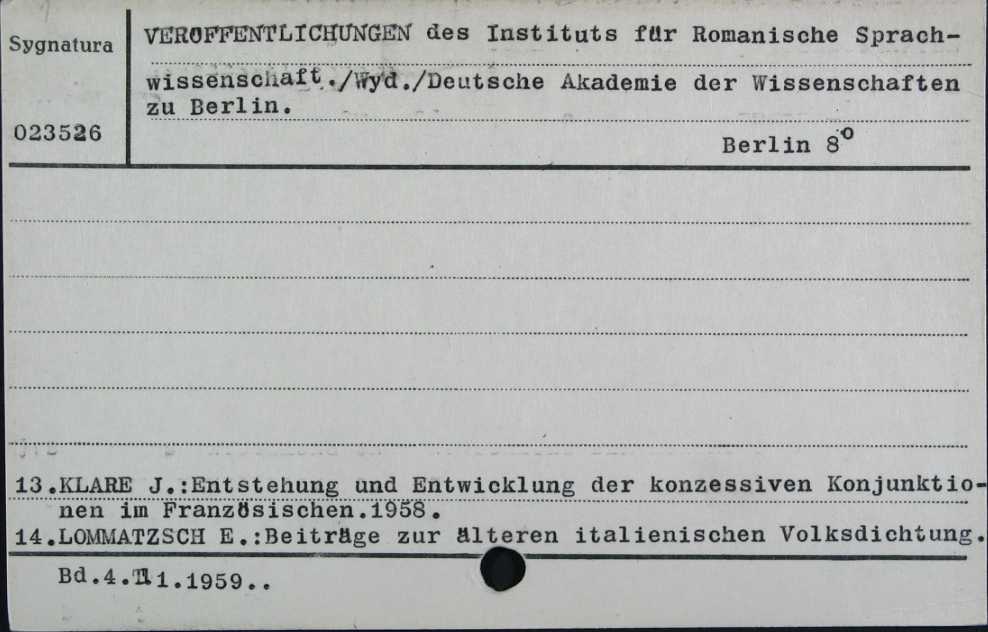 Sygnatura
VERÖFFENTLICHUNGEN des Instituts für Romanische Sprach-
wissenschaft./Wyd./Deutsche Akademie der Wissenschaften
zu Berlin.
023526
Berlin 8⁰
13.KLARE J.:Entstehung und Entwicklung der konzessiven Konjunktio-
nen im Französischen.1958.
14.LOMMATZSCH E.:Beiträge zur älteren italienischen Volksdichtung.
Bd.4. 1.1959..